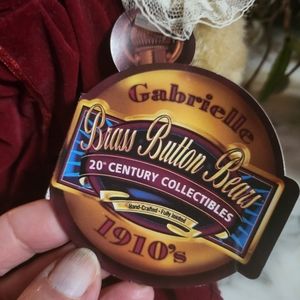 Gabrielle
Brass Button Bears
20th CENTURY COLLECTIBLES
Hand-Crafted - Fully Jointed
1910's